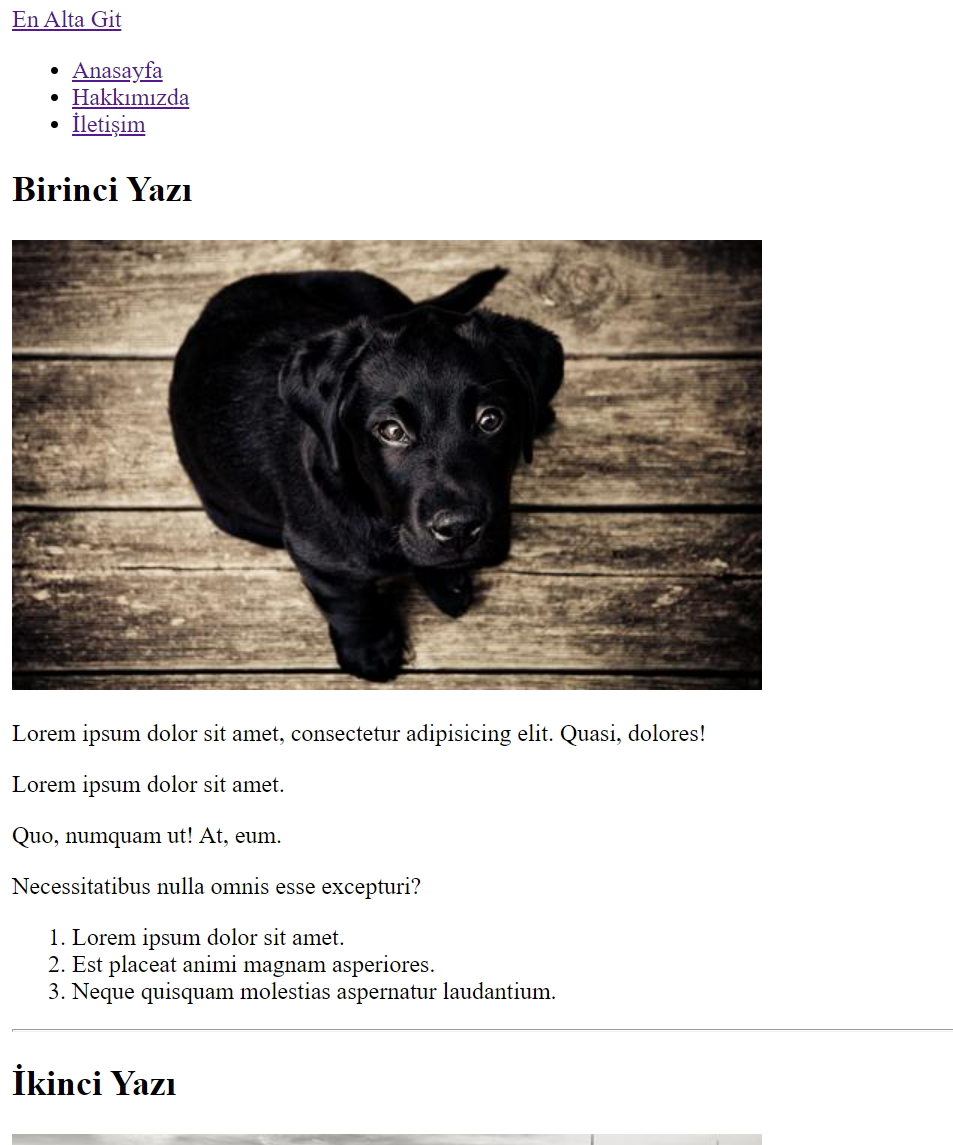 En Alta Git
Anasayfa
Hakkımızda
İletişim
Birinci Yazı
Lorem ipsum dolor sit amet, consectetur adipisicing elit. Quasi, dolores!
Lorem ipsum dolor sit amet.
Quo, numquam ut! At, eum.
Necessitatibus nulla omnis esse excepturi?
1. Lorem ipsum dolor sit amet.
2. Est placeat animi magnam asperiores.
3. Neque quisquam molestias aspernatur laudantium.
İkinci Yazı